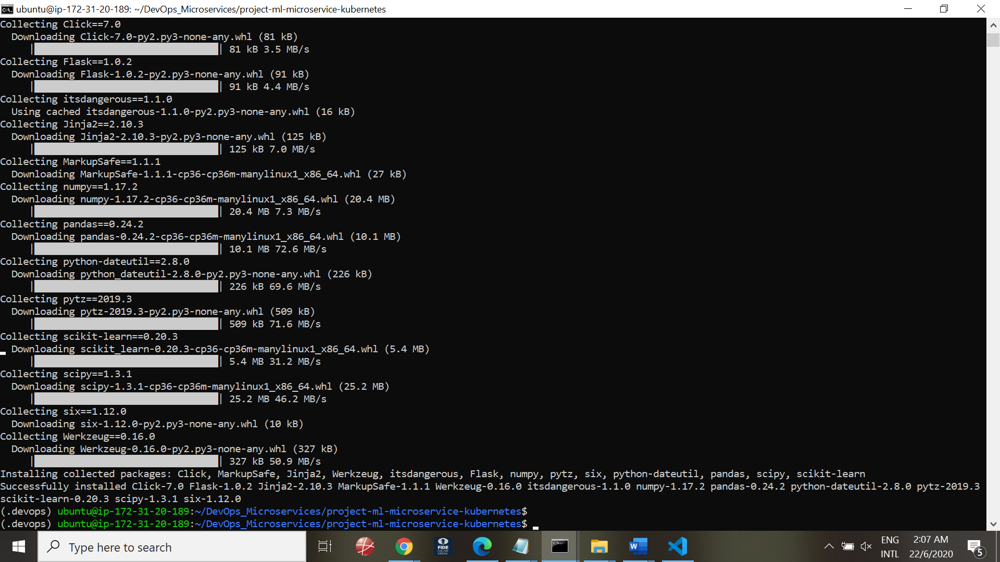 ubuntu@ip-172-31-20-189: ~/DevOps_Microservices/project-ml-microservice-kubernetes
Collecting Click==7.0
  Downloading Click-7.0-py2.py3-none-any.whl (81 kB)
     |████████████████████████████████| 81 kB 3.5 MB/s
Collecting Flask==1.0.2
  Downloading Flask-1.0.2-py2.py3-none-any.whl (91 kB)
     |████████████████████████████████| 91 kB 4.4 MB/s
Collecting itsdangerous==1.1.0
  Using cached itsdangerous-1.1.0-py2.py3-none-any.whl (16 kB)
Collecting Jinja2==2.10.3
  Downloading Jinja2-2.10.3-py2.py3-none-any.whl (125 kB)
     |████████████████████████████████| 125 kB 7.0 MB/s
Collecting MarkupSafe==1.1.1
  Downloading MarkupSafe-1.1.1-cp36-cp36m-manylinux1_x86_64.whl (27 kB)
Collecting numpy==1.17.2
  Downloading numpy-1.17.2-cp36-cp36m-manylinux1_x86_64.whl (20.4 MB)
     |████████████████████████████████| 20.4 MB 7.3 MB/s
Collecting pandas==0.24.2
  Downloading pandas-0.24.2-cp36-cp36m-manylinux1_x86_64.whl (10.1 MB)
     |████████████████████████████████| 10.1 MB 72.6 MB/s
Collecting python-dateutil==2.8.0
  Downloading python_dateutil-2.8.0-py2.py3-none-any.whl (226 kB)
     |████████████████████████████████| 226 kB 69.6 MB/s
Collecting pytz==2019.3
  Downloading pytz-2019.3-py2.py3-none-any.whl (509 kB)
     |████████████████████████████████| 509 kB 71.6 MB/s
Collecting scikit-learn==0.20.3
  Downloading scikit_learn-0.20.3-cp36-cp36m-manylinux1_x86_64.whl (5.4 MB)
     |████████████████████████████████| 5.4 MB 31.2 MB/s
Collecting scipy==1.3.1
  Downloading scipy-1.3.1-cp36-cp36m-manylinux1_x86_64.whl (25.2 MB)
     |████████████████████████████████| 25.2 MB 46.2 MB/s
Collecting six==1.12.0
  Downloading six-1.12.0-py2.py3-none-any.whl (10 kB)
Collecting Werkzeug==0.16.0
  Downloading Werkzeug-0.16.0-py2.py3-none-any.whl (327 kB)
     |████████████████████████████████| 327 kB 50.9 MB/s
Installing collected packages: Click, MarkupSafe, Jinja2, Werkzeug, itsdangerous, Flask, numpy, pytz, six, python-dateutil, pandas, scipy, scikit-learn
Successfully installed Click-7.0 Flask-1.0.2 Jinja2-2.10.3 MarkupSafe-1.1.1 Werkzeug-0.16.0 itsdangerous-1.1.0 numpy-1.17.2 pandas-0.24.2 python-dateutil-2.8.0 pytz-2019.3
scikit-learn-0.20.3 scipy-1.3.1 six-1.12.0
(.devops) ubuntu@ip-172-31-20-189:~/DevOps_Microservices/project-ml-microservice-kubernetes$
(.devops) ubuntu@ip-172-31-20-189:~/DevOps_Microservices/project-ml-microservice-kubernetes$
Type here to search
FIDE
ONLINE
ARENA
C:\
W
ENG
INTL
2:07 AM
22/6/2020
5